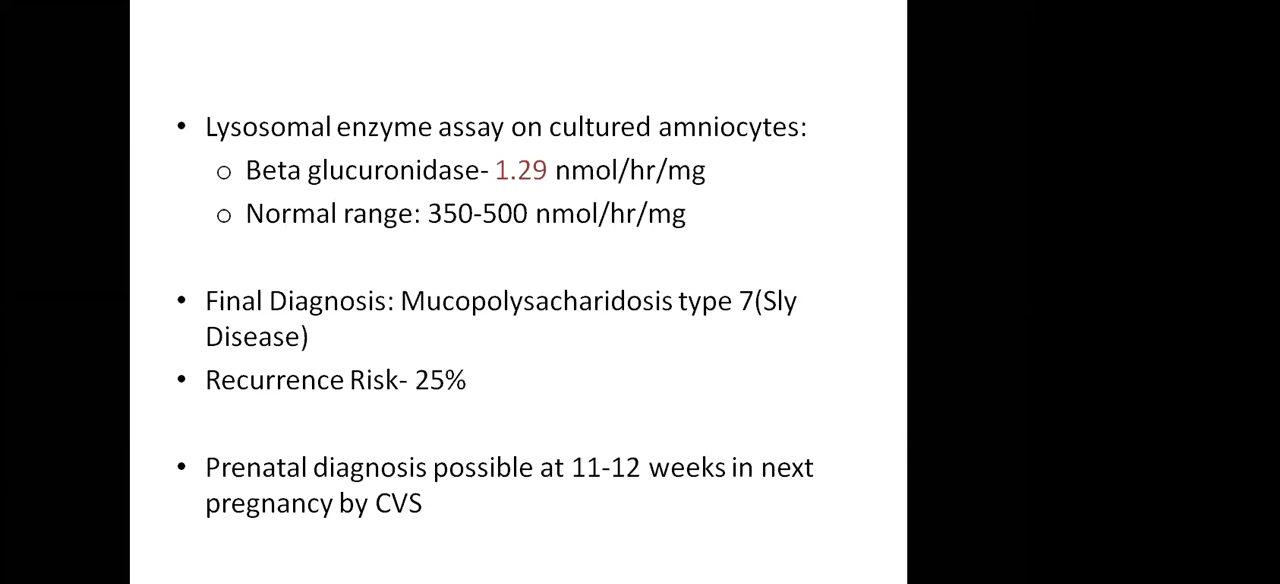 • Lysosomal enzyme assay on cultured amniocytes:
o Beta glucuronidase- 1.29 nmol/hr/mg
o Normal range: 350-500 nmol/hr/mg
• Final Diagnosis: Mucopolysacharidosis type 7(Sly
Disease)
• Recurrence Risk- 25%
• Prenatal diagnosis possible at 11-12 weeks in next
pregnancy by CVS